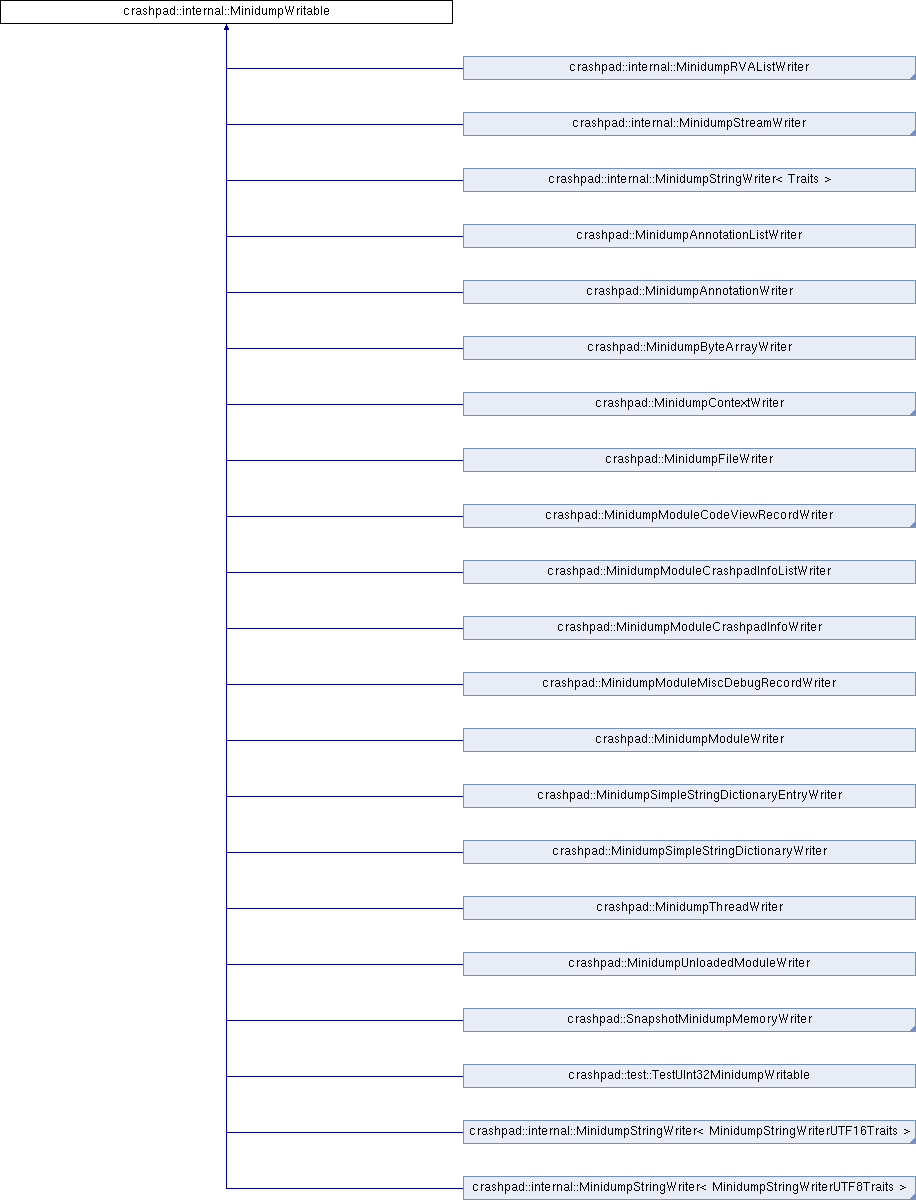 crashpad::internal::MinidumpWritable
crashpad::internal::MinidumpRVAListWriter
crashpad::internal::MinidumpStreamWriter
crashpad::internal::MinidumpStringWriter< Traits >
crashpad::MinidumpAnnotationListWriter
crashpad::MinidumpAnnotationWriter
crashpad::MinidumpByteArrayWriter
crashpad::MinidumpContextWriter
crashpad::MinidumpFileWriter
crashpad::MinidumpModuleCodeViewRecordWriter
crashpad::MinidumpModuleCrashpadInfoListWriter
crashpad::MinidumpModuleCrashpadInfoWriter
crashpad::MinidumpModuleMiscDebugRecordWriter
crashpad::MinidumpModuleWriter
crashpad::MinidumpSimpleStringDictionaryEntryWriter
crashpad::MinidumpSimpleStringDictionaryWriter
crashpad::MinidumpThreadWriter
crashpad::MinidumpUnloadedModuleWriter
crashpad::SnapshotMinidumpMemoryWriter
crashpad::test::TestUInt32MinidumpWritable
crashpad::internal::MinidumpStringWriter< MinidumpStringWriterUTF16Traits >
crashpad::internal::MinidumpStringWriter< MinidumpStringWriterUTF8Traits >